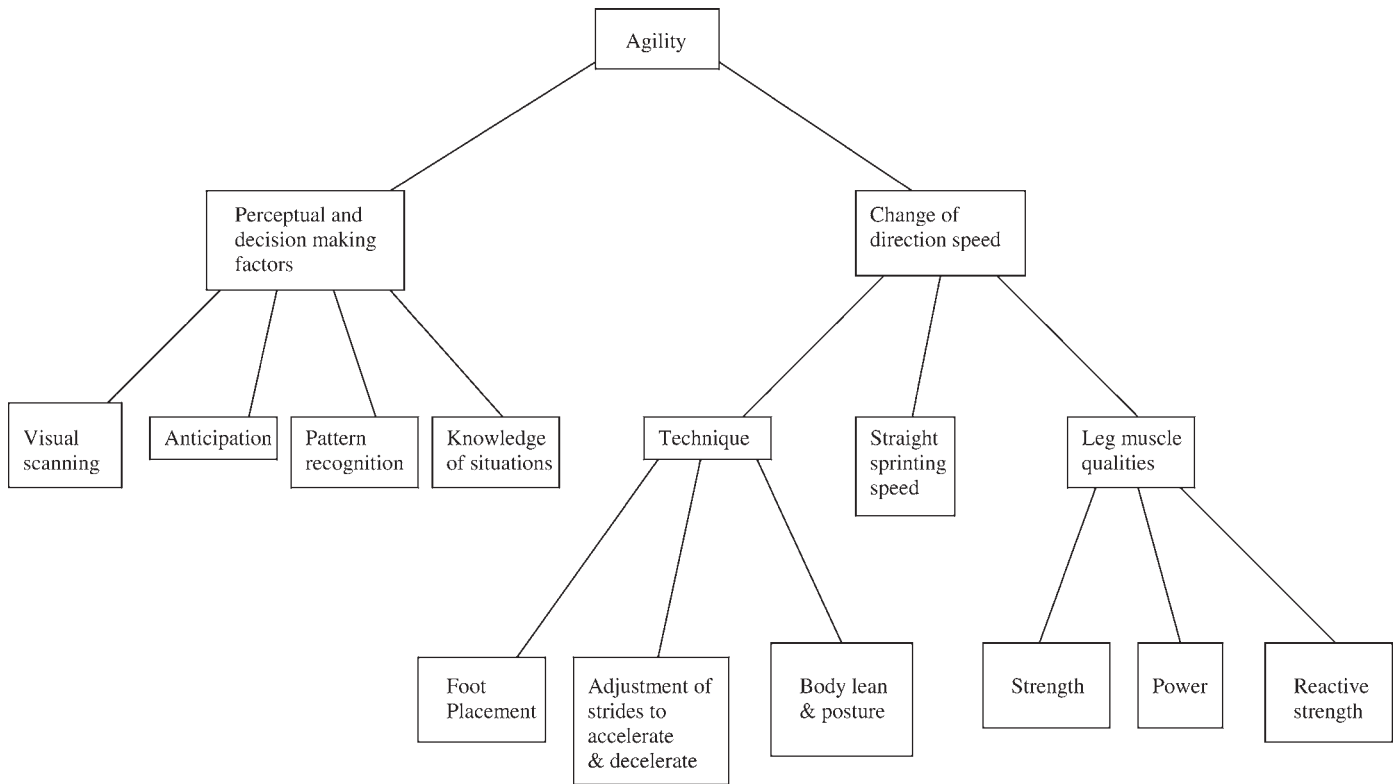 Agility
Perceptual and
decision making
factors
Change of
direction speed
Visual
scanning
Anticipation
Pattern
recognition
Knowledge
of situations
Technique
Straight
sprinting
speed
Leg muscle
qualities
Foot
Placement
Adjustment of
strides to
accelerate
& decelerate
Body lean
& posture
Strength
Power
Reactive
strength